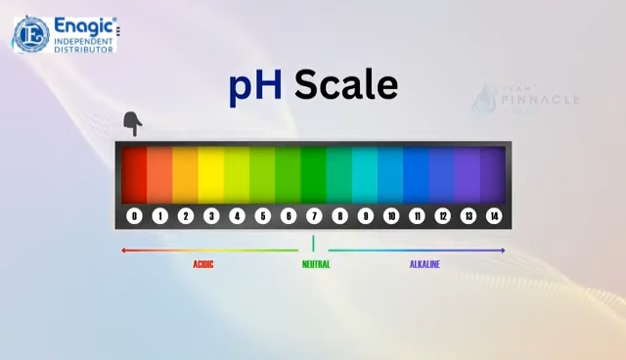 Enagic®
INDEPENDENT
DISTRIBUTOR
E
pH Scale
TEAM
PINNACLE
0 1 2 3 4 5 6 7 8 9 10 11 12 13 14
ACIDIC NEUTRAL ALKALINE